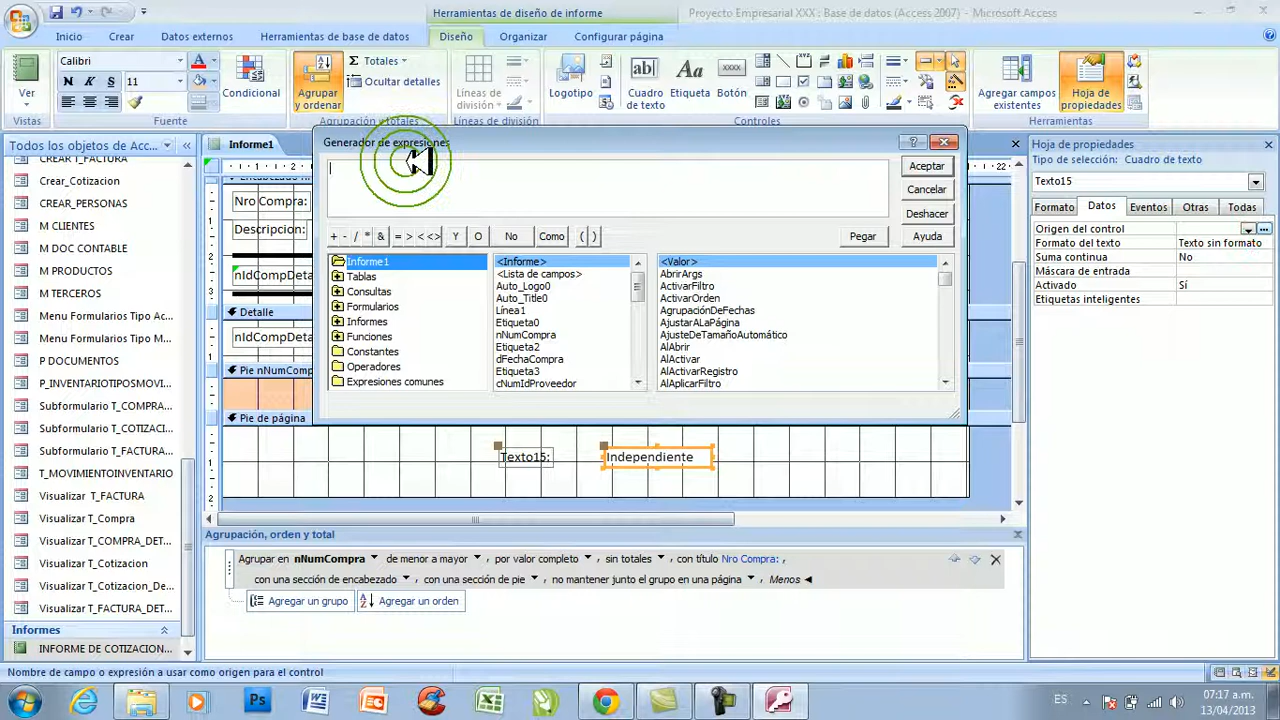 Herramientas de diseño de informe
Proyecto Empresarial XXX : Base de datos (Access 2007) - Microsoft Access
Inicio
Crear
Datos externos
Herramientas de base de datos
Diseño
Organizar
Configurar página
Ver
Calibri
N K S
11
Condicional
Agrupar y ordenar
Σ Totales
Ocultar detalles
Líneas de división
Logotipo
Cuadro de texto
Etiqueta
Botón
Agregar campos existentes
Hoja de propiedades
Vistas
Fuente
Agrupación y totales
Líneas de división
Controles
Herramientas
Todos los objetos de Acces...
CREAR T_FACTURA
Crear_Cotizacion
CREAR_PERSONAS
M CLIENTES
M DOC CONTABLE
M PRODUCTOS
M TERCEROS
Menu Formularios Tipo Ac...
Menu Formularios Tipo M...
P DOCUMENTOS
P_INVENTARIOTIPOSMOVI...
Subformulario T_COMPRA...
Subformulario T_COTIZACI...
Subformulario T_FACTURA...
T_MOVIMIENTOINVENTARIO
Visualizar T_FACTURA
Visualizar T_Compra
Visualizar T_COMPRA_DET...
Visualizar T_Cotizacion
Visualizar T_Cotizacion_De...
Visualizar T_FACTURA_DET...
Informes
INFORME DE COTIZACION...
Informe1
Nro Compra:
Descripcion:
nIdCompDeta
Detalle
nIdCompDeta
Pie nNumComp
Pie de página
Texto15:
Independiente
Generador de expresiones
Aceptar
Cancelar
Deshacer
Ayuda
+ - / * & = > < <> Y O No Como ( )
Pegar
Informe1
Tablas
Consultas
Formularios
Informes
Funciones
Constantes
Operadores
Expresiones comunes
<Informe>
<Lista de campos>
Auto_Logo0
Auto_Title0
Línea1
Etiqueta0
nNumCompra
Etiqueta2
dFechaCompra
Etiqueta3
cNumIdProveedor
<Valor>
AbrirArgs
ActivarFiltro
ActivarOrden
AgrupaciónDeFechas
AjustarALaPágina
AjusteDeTamañoAutomático
AlAbrir
AlActivar
AlActivarRegistro
AlAplicarFiltro
Hoja de propiedades
Tipo de selección: Cuadro de texto
Texto15
Formato
Datos
Eventos
Otras
Todas
Origen del control
Formato del texto Texto sin formato
Suma continua No
Máscara de entrada
Activado Sí
Etiquetas inteligentes
Agrupación, orden y total
Agrupar en nNumCompra de menor a mayor , por valor completo , sin totales , con título Nro Compra: ,
con una sección de encabezado , con una sección de pie , no mantener junto el grupo en una página , Menos
Agregar un grupo
Agregar un orden
Nombre de campo o expresión a usar como origen para el control
ES
07:17 a.m.
13/04/2013